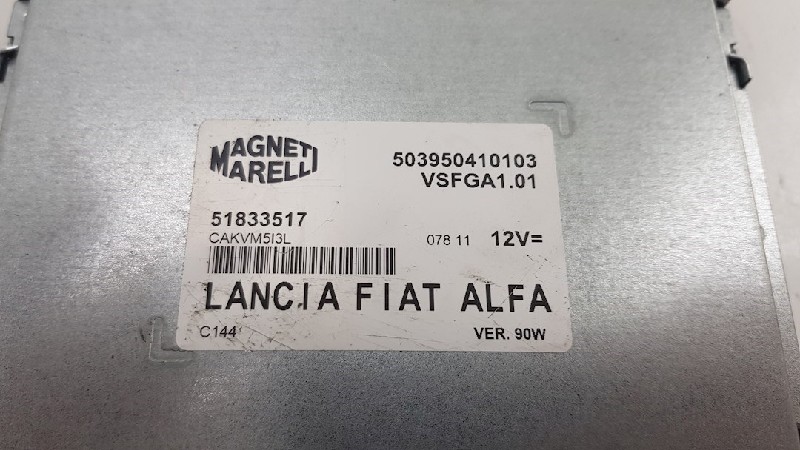 MAGNETI
MARELLI
503950410103
VSFGA1.01
51833517
CAKVM5I3L
078 11 12V=
LANCIA FIAT ALFA
C144
VER. 90W